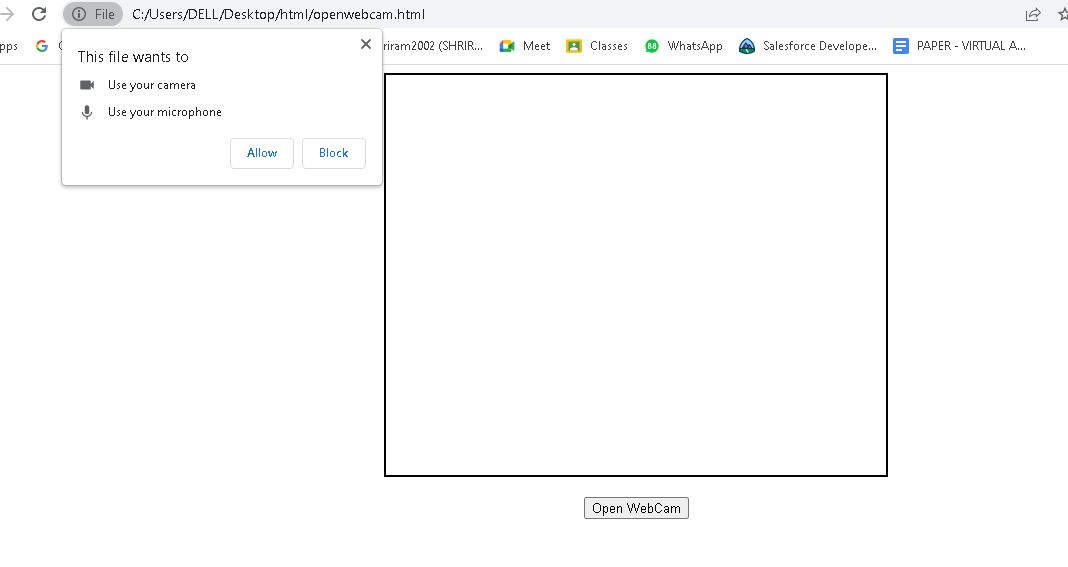 File C:/Users/DELL/Desktop/html/openwebcam.html
pps riram2002 (SHRIR... Meet Classes 88 WhatsApp Salesforce Develope... PAPER - VIRTUAL A...
This file wants to
Use your camera
Use your microphone
Allow Block
Open WebCam